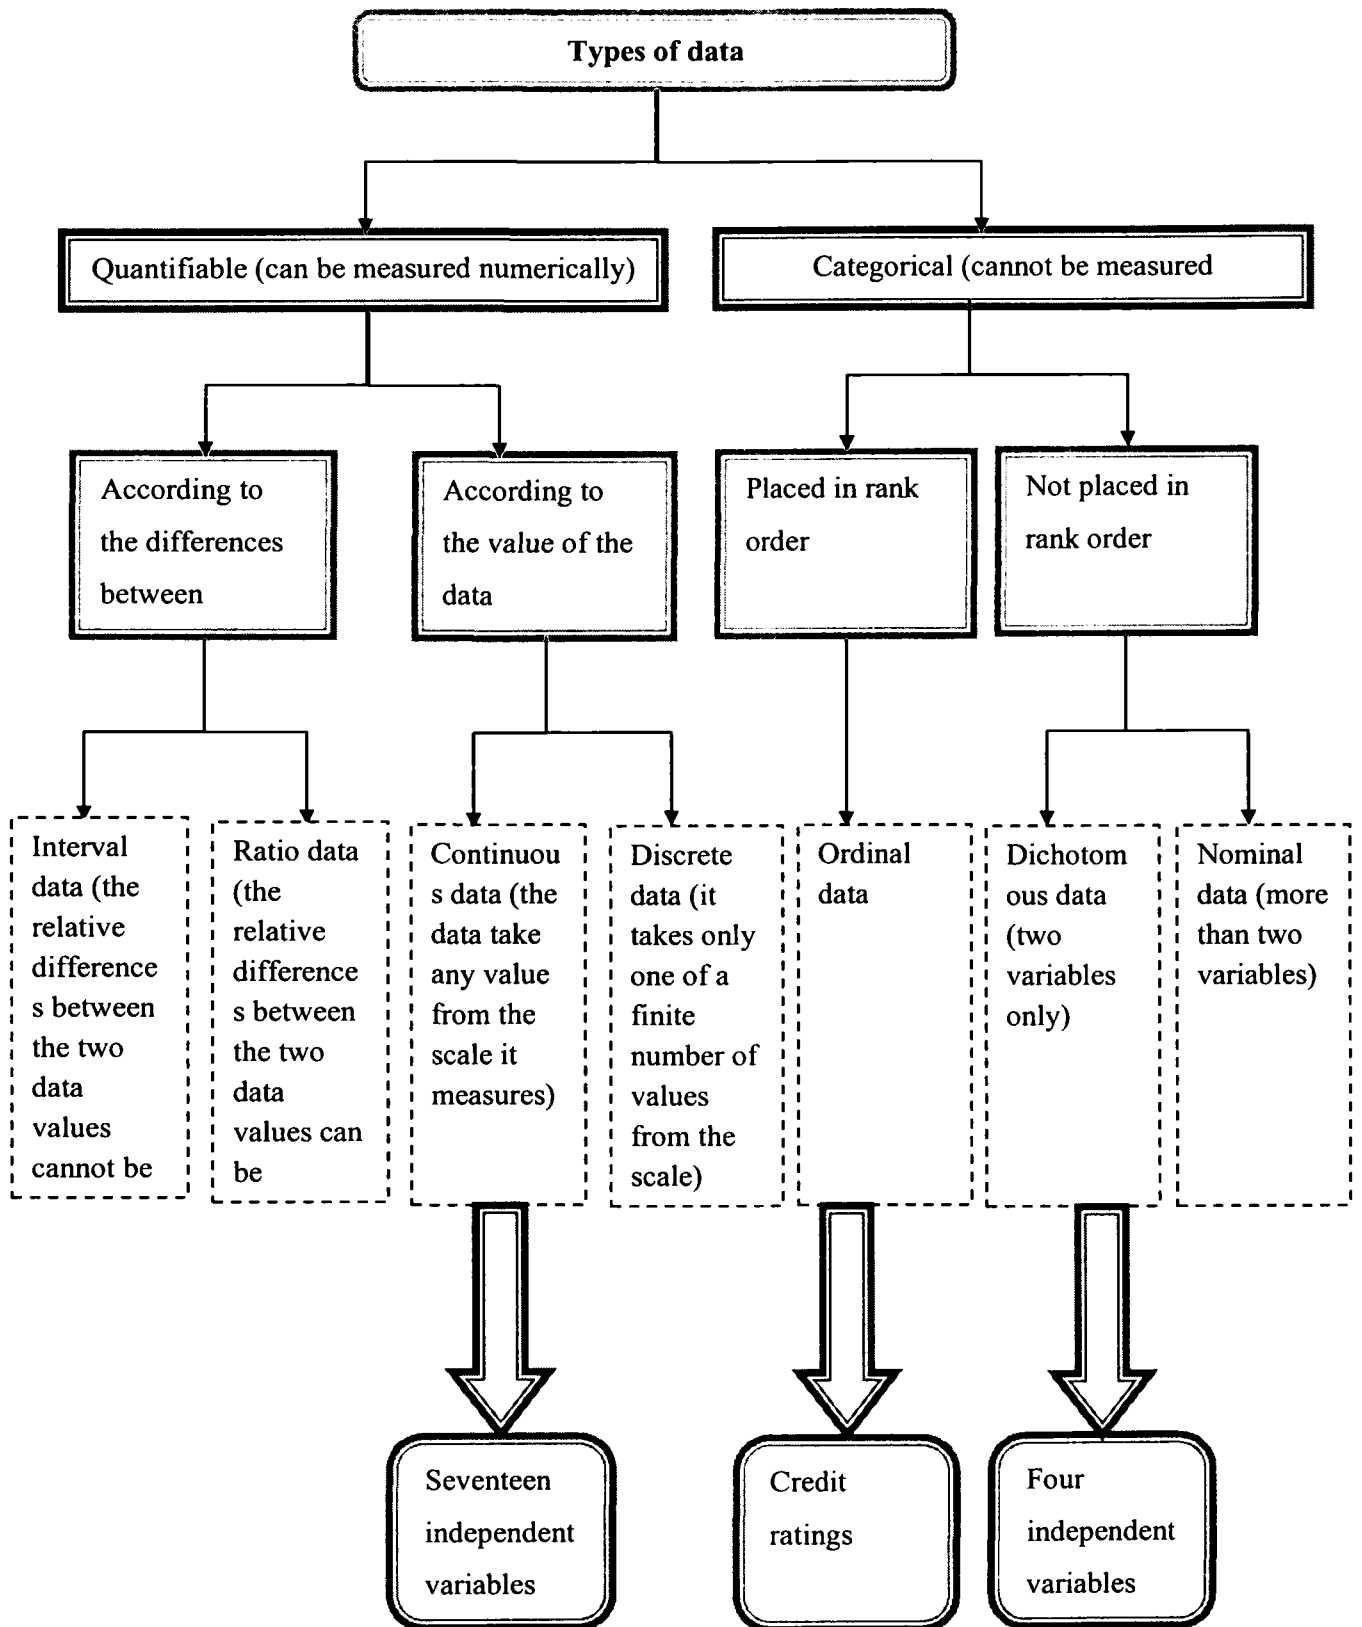 Types of data
Quantifiable (can be measured numerically)
Categorical (cannot be measured
According to
the differences
between
According to
the value of the
data
Placed in rank
order
Not placed in
rank order
Interval
data (the
relative
difference
s between
the two
data
values
cannot be
Ratio data
(the
relative
difference
s between
the two
data
values can
be
Continuou
s data (the
data take
any value
from the
scale it
measures)
Discrete
data (it
takes only
one of a
finite
number of
values
from the
scale)
Ordinal
data
Dichotom
ous data
(two
variables
only)
Nominal
data (more
than two
variables)
Seventeen
independent
variables
Credit
ratings
Four
independent
variables